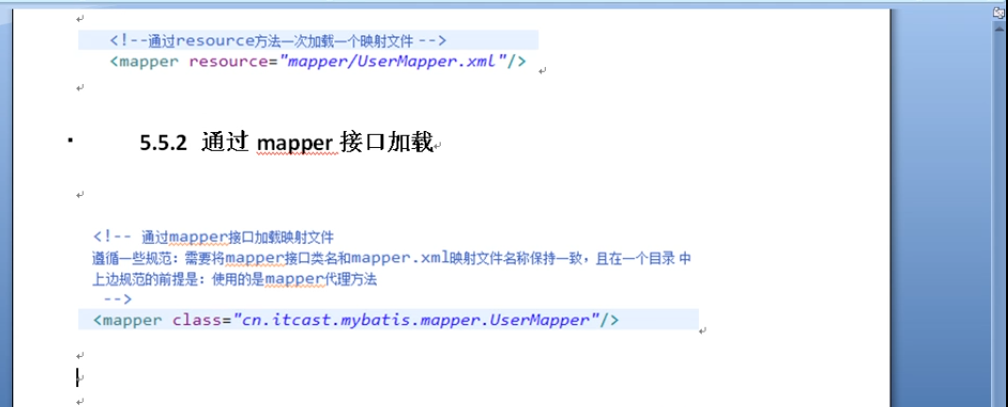 <!--通过resource方法一次加载一个映射文件 -->
<mapper resource="mapper/UserMapper.xml"/>
5.5.2 通过 mapper 接口加载
<!-- 通过mapper接口加载映射文件
遵循一些规范：需要将mapper接口类名和mapper.xml映射文件名称保持一致，且在一个目录 中
上边规范的前提是：使用的是mapper代理方法
-->
<mapper class="cn.itcast.mybatis.mapper.UserMapper"/>